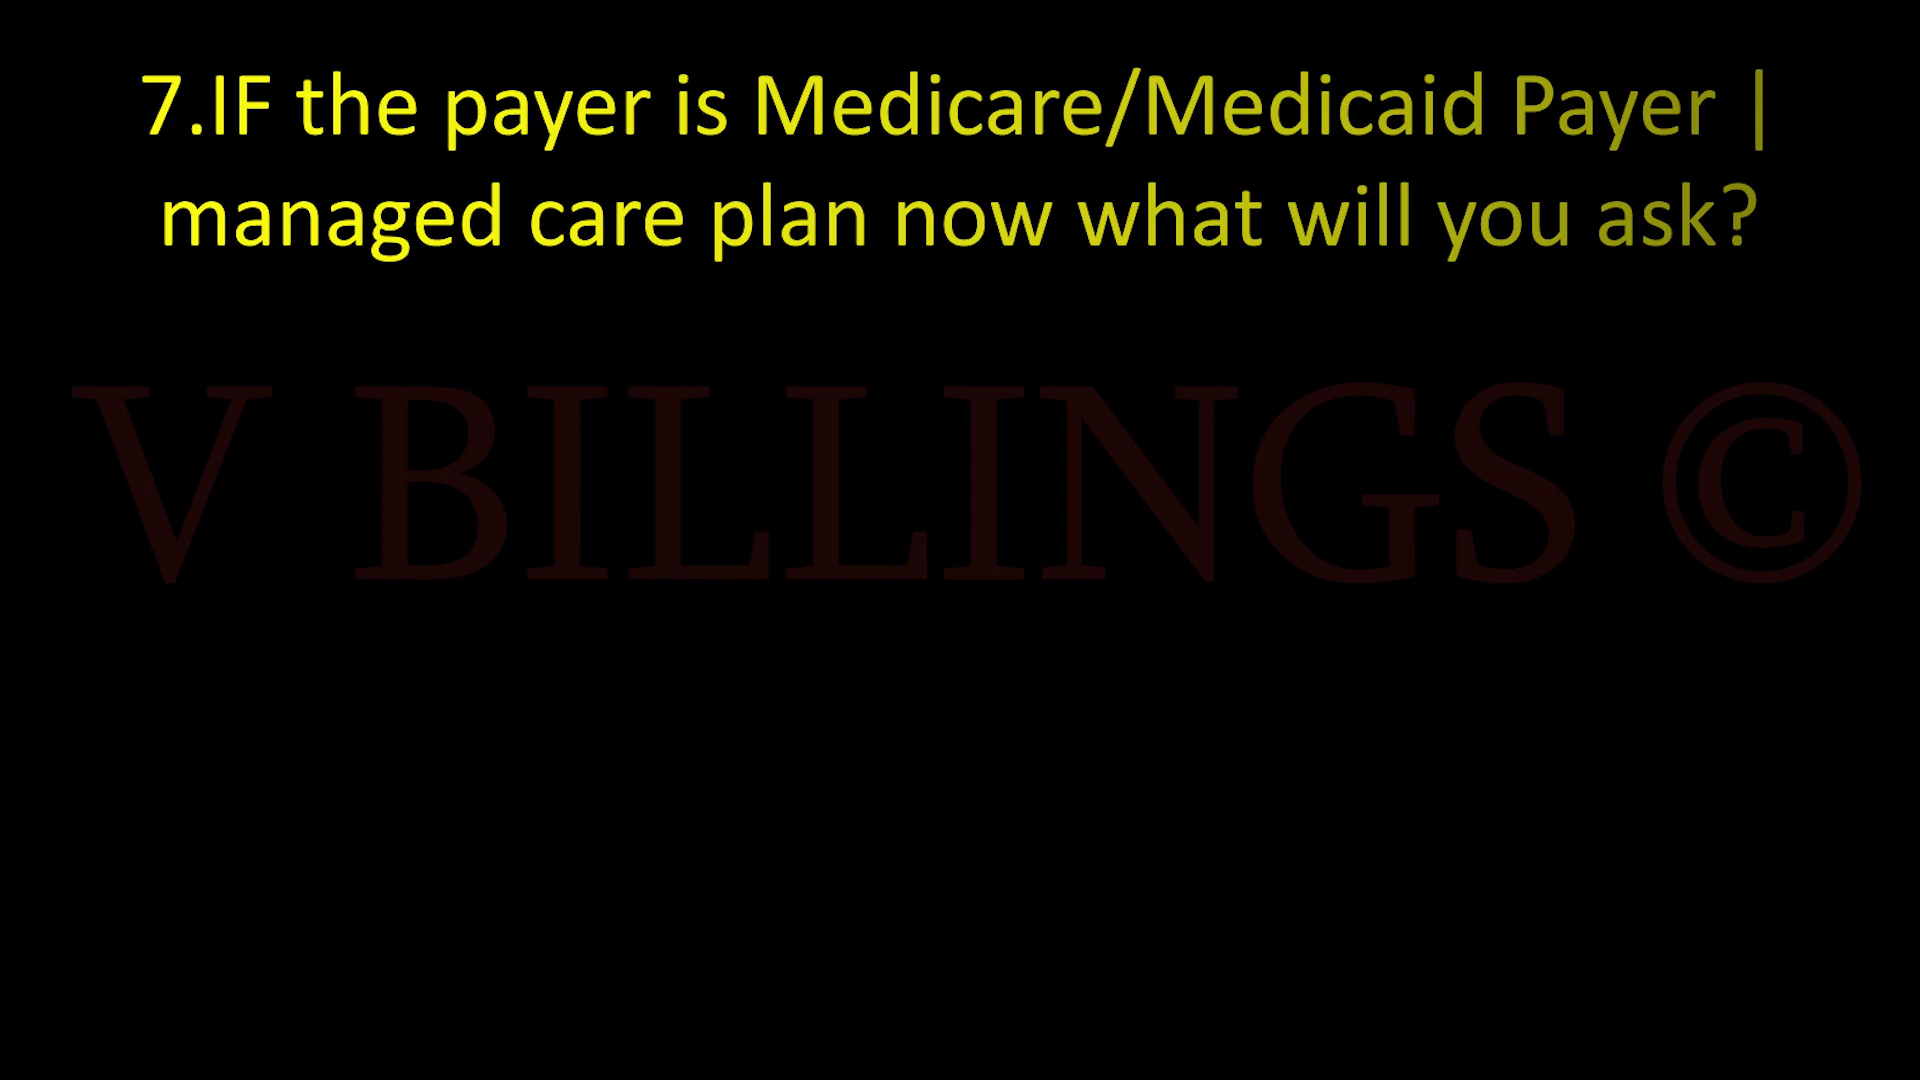 7.IF the payer is Medicare/Medicaid Payer |
managed care plan now what will you ask?
V BILLINGS ©